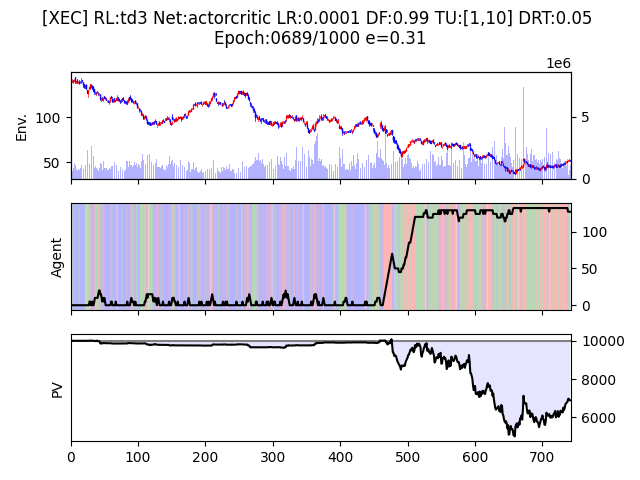 [XEC] RL:td3 Net:actorcritic LR:0.0001 DF:0.99 TU:[1,10] DRT:0.05
Epoch:0689/1000 e=0.31
1e6
Env.
100
50
5
0
Agent
100
50
0
PV
10000
8000
6000
0 100 200 300 400 500 600 700